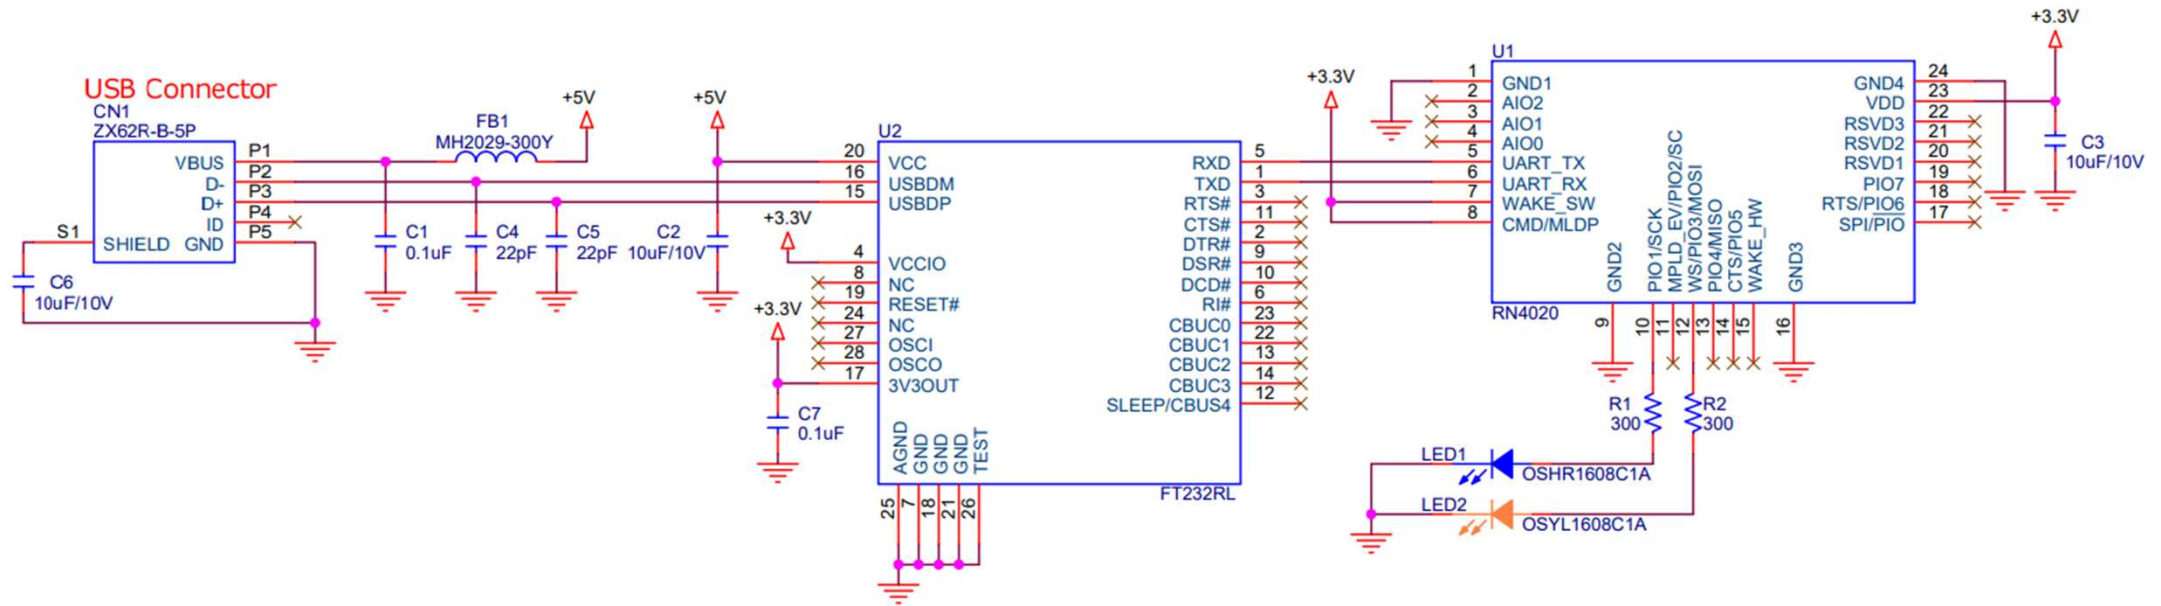 USB Connector
CN1
ZX62R-B-5P
VBUS
D-
D+
ID
GND
SHIELD
P1
P2
P3
P4
P5
S1
C6
10uF/10V
FB1
MH2029-300Y
+5V
C1
0.1uF
C4
22pF
C5
22pF
+5V
C2
10uF/10V
+3.3V
+3.3V
C7
0.1uF
U2
20 VCC
16 USBDM
15 USBDP
4 VCCIO
8 NC
19 RESET#
24 NC
27 OSCI
28 OSCO
17 3V3OUT
RXD 5
TXD 1
RTS# 3
CTS# 11
DTR# 2
DSR# 9
DCD# 10
RI# 6
CBUC0 23
CBUC1 22
CBUC2 13
CBUC3 14
SLEEP/CBUS4 12
AGND
GND
GND
GND
TEST
25
7
18
21
26
FT232RL
+3.3V
U1
1 GND1
2 AIO2
3 AIO1
4 AIO0
5 UART_TX
6 UART_RX
7 WAKE_SW
8 CMD/MLDP
GND4 24
VDD 23
RSVD3 22
RSVD2 21
RSVD1 20
PIO7 19
RTS/PIO6 18
SPI/PIO 17
GND2
PIO1/SCK
MPLD_EV/PIO2/SC
WS/PIO3/MOSI
PIO4/MISO
CTS/PIO5
WAKE_HW
GND3
9
10
11
12
13
14
15
16
RN4020
+3.3V
C3
10uF/10V
R1
300
R2
300
LED1
OSHR1608C1A
LED2
OSYL1608C1A